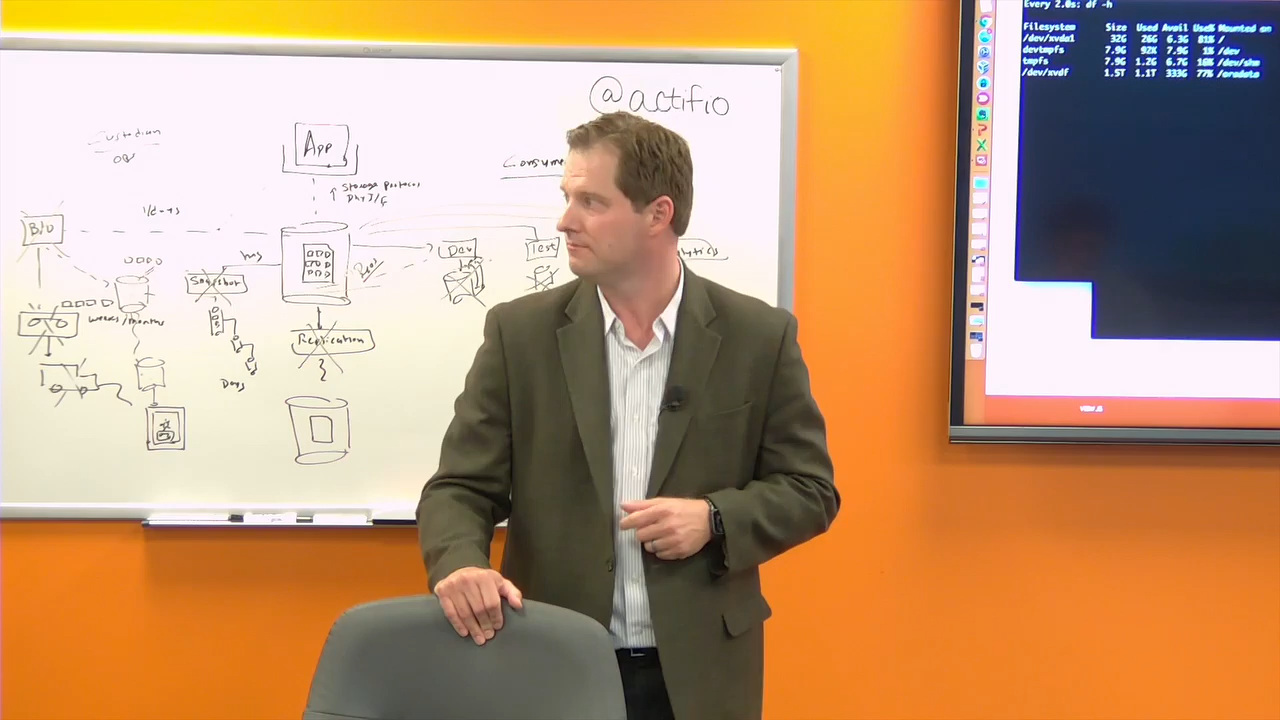 @actifio
Custodian
App
Storage Protocol
B/U
Snapshot
Dev
Test
weeks/months
Replication
Days
Every 2.0s: df -h
Filesystem Size Used Avail Use% Mounted on
/dev/xvda1 32G 26G 6.3G 81% /
devtmpfs 7.9G 92K 7.9G 1% /dev
tmpfs 7.9G 1.2G 6.7G 16% /dev/shm
/dev/xvdf 1.5T 1.1T 333G 77% /oradata